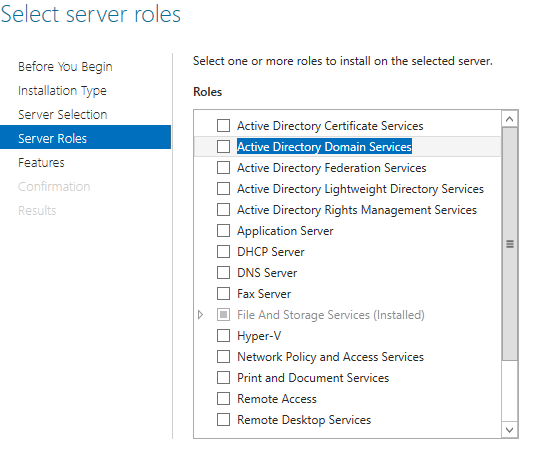 Select server roles
Before You Begin
Installation Type
Server Selection
Server Roles
Features
Confirmation
Results
Select one or more roles to install on the selected server.
Roles
Active Directory Certificate Services
Active Directory Domain Services
Active Directory Federation Services
Active Directory Lightweight Directory Services
Active Directory Rights Management Services
Application Server
DHCP Server
DNS Server
Fax Server
File And Storage Services (Installed)
Hyper-V
Network Policy and Access Services
Print and Document Services
Remote Access
Remote Desktop Services